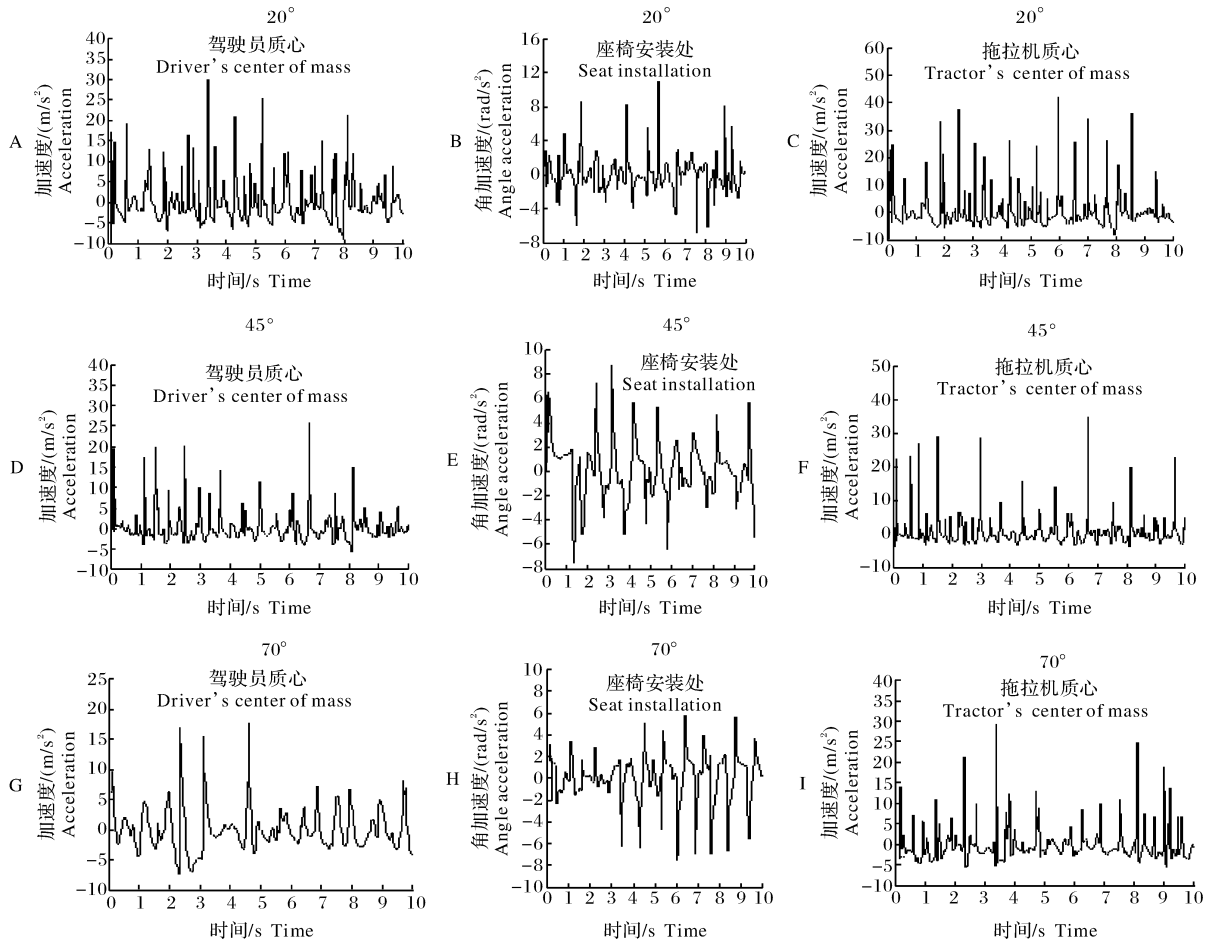 20°
20°
20°
A
驾驶员质心
Driver's center of mass
加速度/(m/s²)
Acceleration
40
35
30
25
20
15
10
5
0
−5
−10
0 1 2 3 4 5 6 7 8 9 10
时间/s Time
B
座椅安装处
Seat installation
角加速度/(rad/s²)
Angle acceleration
16
12
8
4
0
−4
−8
0 1 2 3 4 5 6 7 8 9 10
时间/s Time
C
拖拉机质心
Tractor's center of mass
加速度/(m/s²)
Acceleration
60
50
40
30
20
10
0
−10
0 1 2 3 4 5 6 7 8 9 10
时间/s Time
45°
45°
45°
D
驾驶员质心
Driver's center of mass
加速度/(m/s²)
Acceleration
40
35
30
25
20
15
10
5
0
−5
−10
0 1 2 3 4 5 6 7 8 9 10
时间/s Time
E
座椅安装处
Seat installation
角加速度/(rad/s²)
Angle acceleration
10
8
6
4
2
0
−2
−4
−6
−8
0 1 2 3 4 5 6 7 8 9 10
时间/s Time
F
拖拉机质心
Tractor's center of mass
加速度/(m/s²)
Acceleration
50
40
30
20
10
0
−10
0 1 2 3 4 5 6 7 8 9 10
时间/s Time
70°
70°
70°
G
驾驶员质心
Driver's center of mass
加速度/(m/s²)
Acceleration
25
20
15
10
5
0
−5
−10
0 1 2 3 4 5 6 7 8 9 10
时间/s Time
H
座椅安装处
Seat installation
角加速度/(rad/s²)
Angle acceleration
10
8
6
4
2
0
−2
−4
−6
−8
−10
0 1 2 3 4 5 6 7 8 9 10
时间/s Time
I
拖拉机质心
Tractor's center of mass
加速度/(m/s²)
Acceleration
40
35
30
25
20
15
10
5
0
−5
−10
0 1 2 3 4 5 6 7 8 9 10
时间/s Time